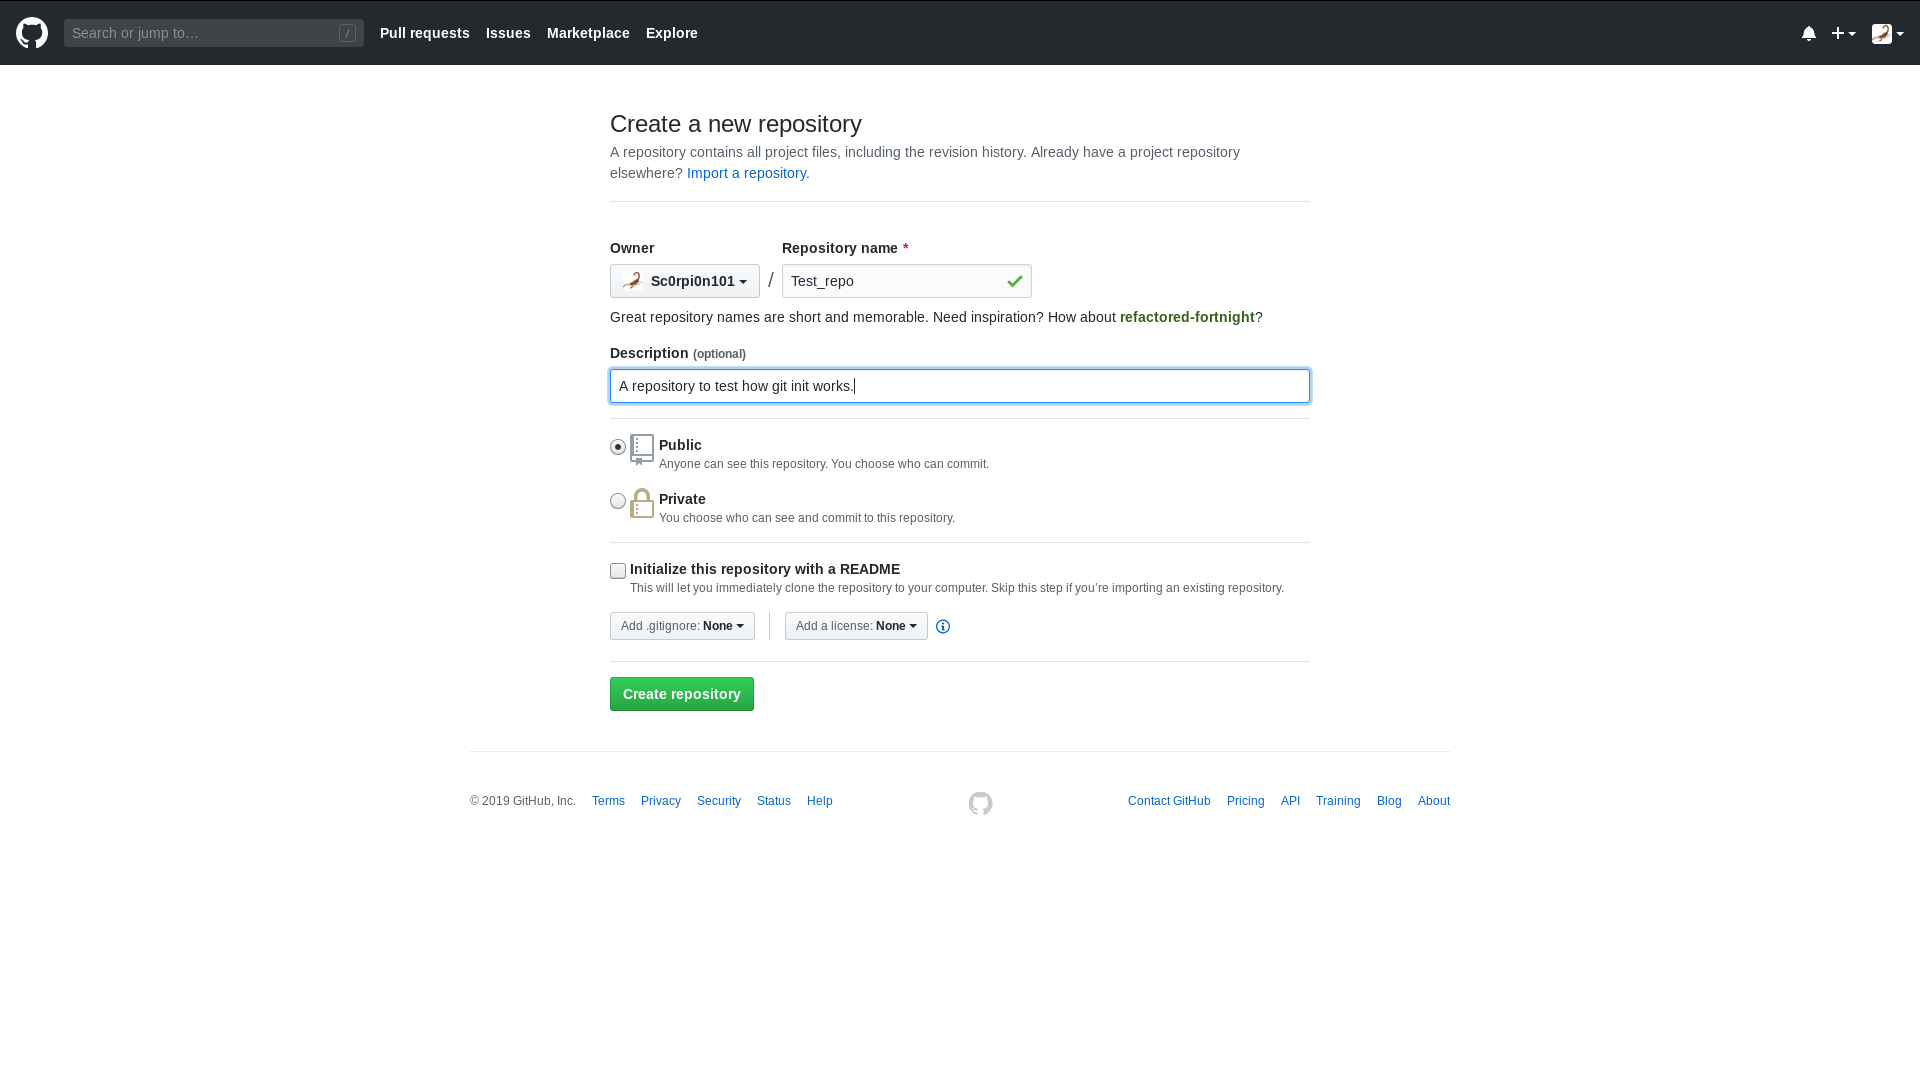 Search or jump to…
/
Pull requests
Issues
Marketplace
Explore
Create a new repository
A repository contains all project files, including the revision history. Already have a project repository
elsewhere? Import a repository.
Owner
Repository name *
Sc0rpi0n101
/
Test_repo
Great repository names are short and memorable. Need inspiration? How about refactored-fortnight?
Description (optional)
A repository to test how git init works.
Public
Anyone can see this repository. You choose who can commit.
Private
You choose who can see and commit to this repository.
Initialize this repository with a README
This will let you immediately clone the repository to your computer. Skip this step if you’re importing an existing repository.
Add .gitignore: None
Add a license: None
Create repository
© 2019 GitHub, Inc.
Terms
Privacy
Security
Status
Help
Contact GitHub
Pricing
API
Training
Blog
About